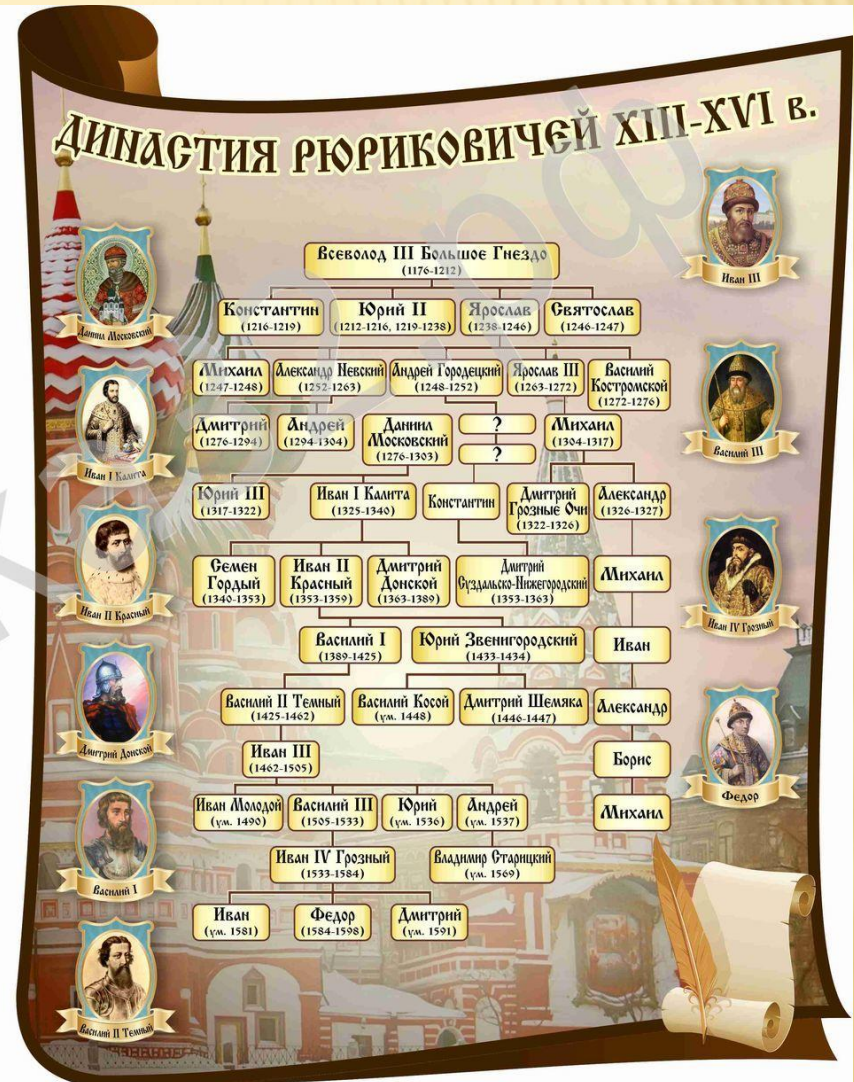 ДИНАСТИЯ РЮРИКОВИЧЕЙ XIII-XVI в.
Всеволод III Большое Гнездо
(1176-1212)
Константин
(1216-1219)
Юрий II
(1212-1216, 1219-1238)
Ярослав
(1238-1246)
Святослав
(1246-1247)
Михаил
(1247-1248)
Александр Невский
(1252-1263)
Андрей Городецкий
(1248-1252)
Ярослав III
(1263-1272)
Василий
Костромской
(1272-1276)
Дмитрий
(1276-1294)
Андрей
(1294-1304)
Даниил
Московский
(1276-1303)
?
?
Михаил
(1304-1317)
Юрий III
(1317-1322)
Иван I Калита
(1325-1340)
Константин
Дмитрий
Грозные Очи
(1322-1326)
Александр
(1326-1327)
Семен
Гордый
(1340-1353)
Иван II
Красный
(1353-1359)
Дмитрий
Донской
(1363-1389)
Дмитрий
Суздальско-Нижегородский
(1353-1363)
Михаил
Василий I
(1389-1425)
Юрий Звенигородский
(1433-1434)
Иван
Василий II Темный
(1425-1462)
Василий Косой
(ум. 1448)
Дмитрий Шемяка
(1446-1447)
Александр
Иван III
(1462-1505)
Борис
Иван Молодой
(ум. 1490)
Василий III
(1505-1533)
Юрий
(ум. 1536)
Андрей
(ум. 1537)
Михаил
Иван IV Грозный
(1533-1584)
Владимир Старицкий
(ум. 1569)
Иван
(ум. 1581)
Федор
(1584-1598)
Дмитрий
(ум. 1591)
Даниил Московский
Иван I Калита
Иван II Красный
Дмитрий Донской
Василий I
Василий II Темный
Иван III
Василий III
Иван IV Грозный
Федор